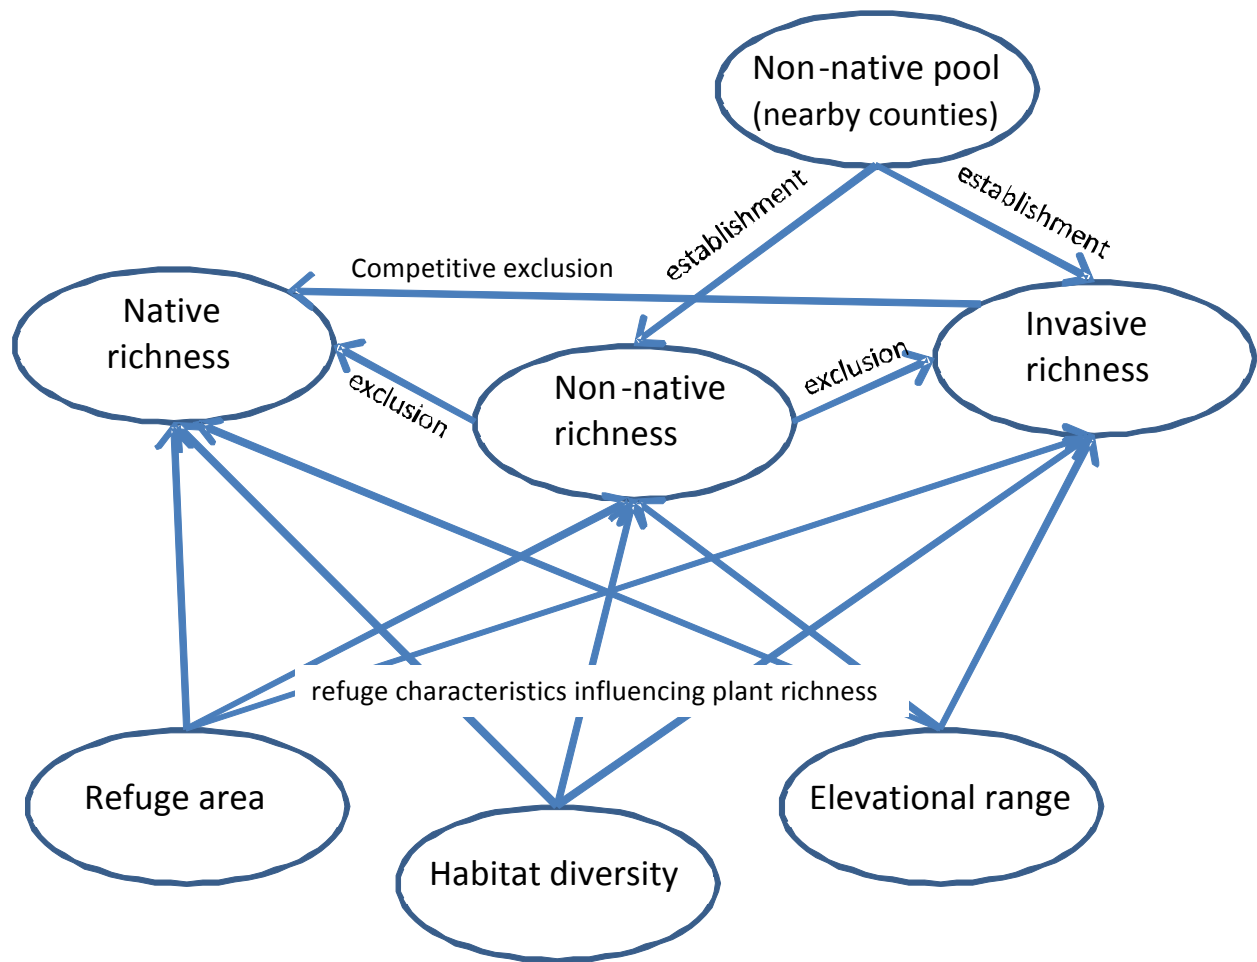 Non-native pool
(nearby counties)
establishment
establishment
Competitive exclusion
Native
richness
exclusion
Non-native
richness
exclusion
Invasive
richness
refuge characteristics influencing plant richness
Refuge area
Habitat diversity
Elevational range